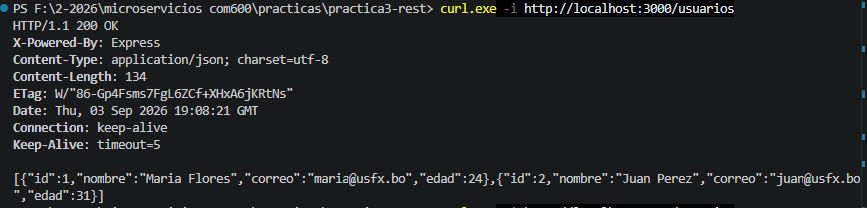 PS F:\2-2026\microservicios com600\practicas\practica3-rest> curl.exe -i http://localhost:3000/usuarios
HTTP/1.1 200 OK
X-Powered-By: Express
Content-Type: application/json; charset=utf-8
Content-Length: 134
ETag: W/"86-Gp4Fsms7FgL6ZCf+XHxA6jKRtNs"
Date: Thu, 03 Sep 2026 19:08:21 GMT
Connection: keep-alive
Keep-Alive: timeout=5
[{"id":1,"nombre":"Maria Flores","correo":"maria@usfx.bo","edad":24},{"id":2,"nombre":"Juan Perez","correo":"juan@usfx.bo
","edad":31}]